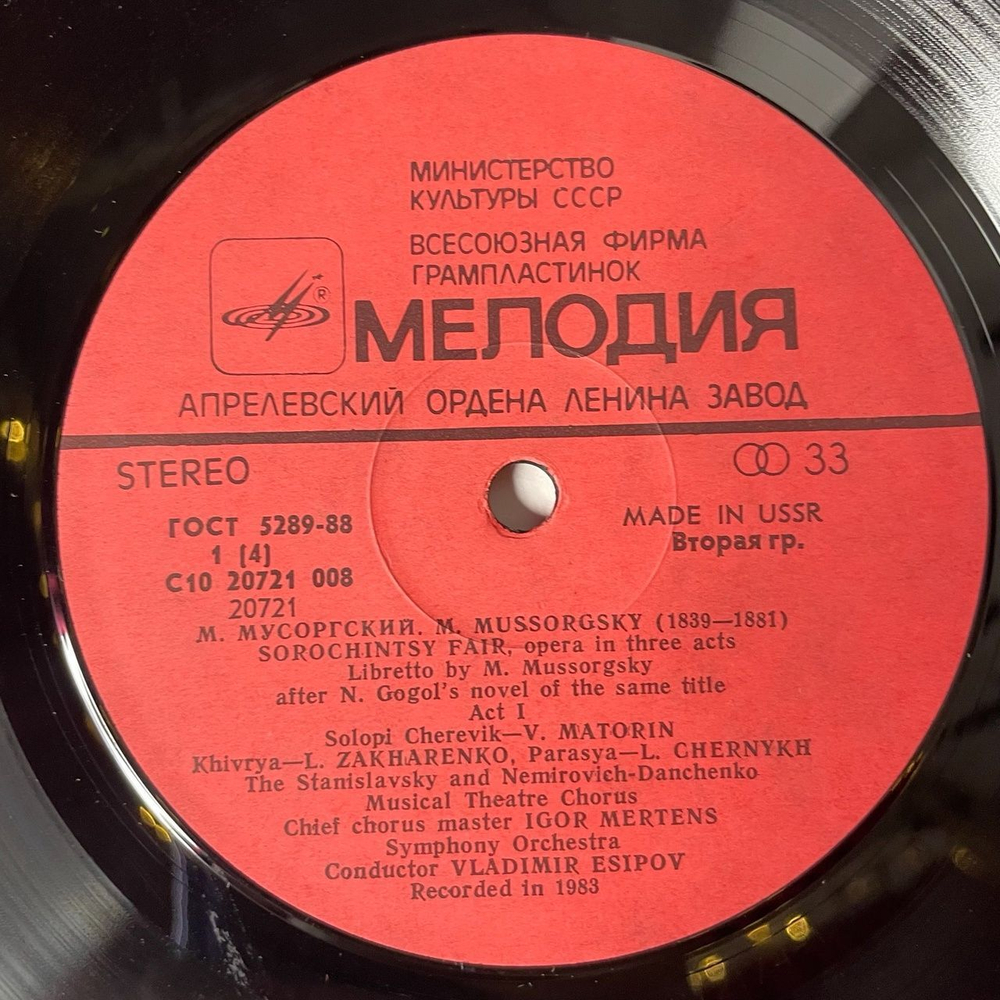 МИНИСТЕРСТВО
КУЛЬТУРЫ СССР
ВСЕСОЮЗНАЯ ФИРМА
ГРАМПЛАСТИНОК
®
МЕЛОДИЯ
АПРЕЛЕВСКИЙ ОРДЕНА ЛЕНИНА ЗАВОД
STEREO
33
ГОСТ 5289-88
MADE IN USSR
1 (4)
Вторая гр.
С10 20721 008
20721
М. МУСОРГСКИЙ. M. MUSSORGSKY (1839—1881)
SOROCHINTSY FAIR, opera in three acts
Libretto by M. Mussorgsky
after N. Gogol's novel of the same title
Act I
Solopi Cherevik—V. MATORIN
Khivrya—L. ZAKHARENKO, Parasya—L. CHERNYKH
The Stanislavsky and Nemirovich-Danchenko
Musical Theatre Chorus
Chief chorus master IGOR MERTENS
Symphony Orchestra
Conductor VLADIMIR ESIPOV
Recorded in 1983